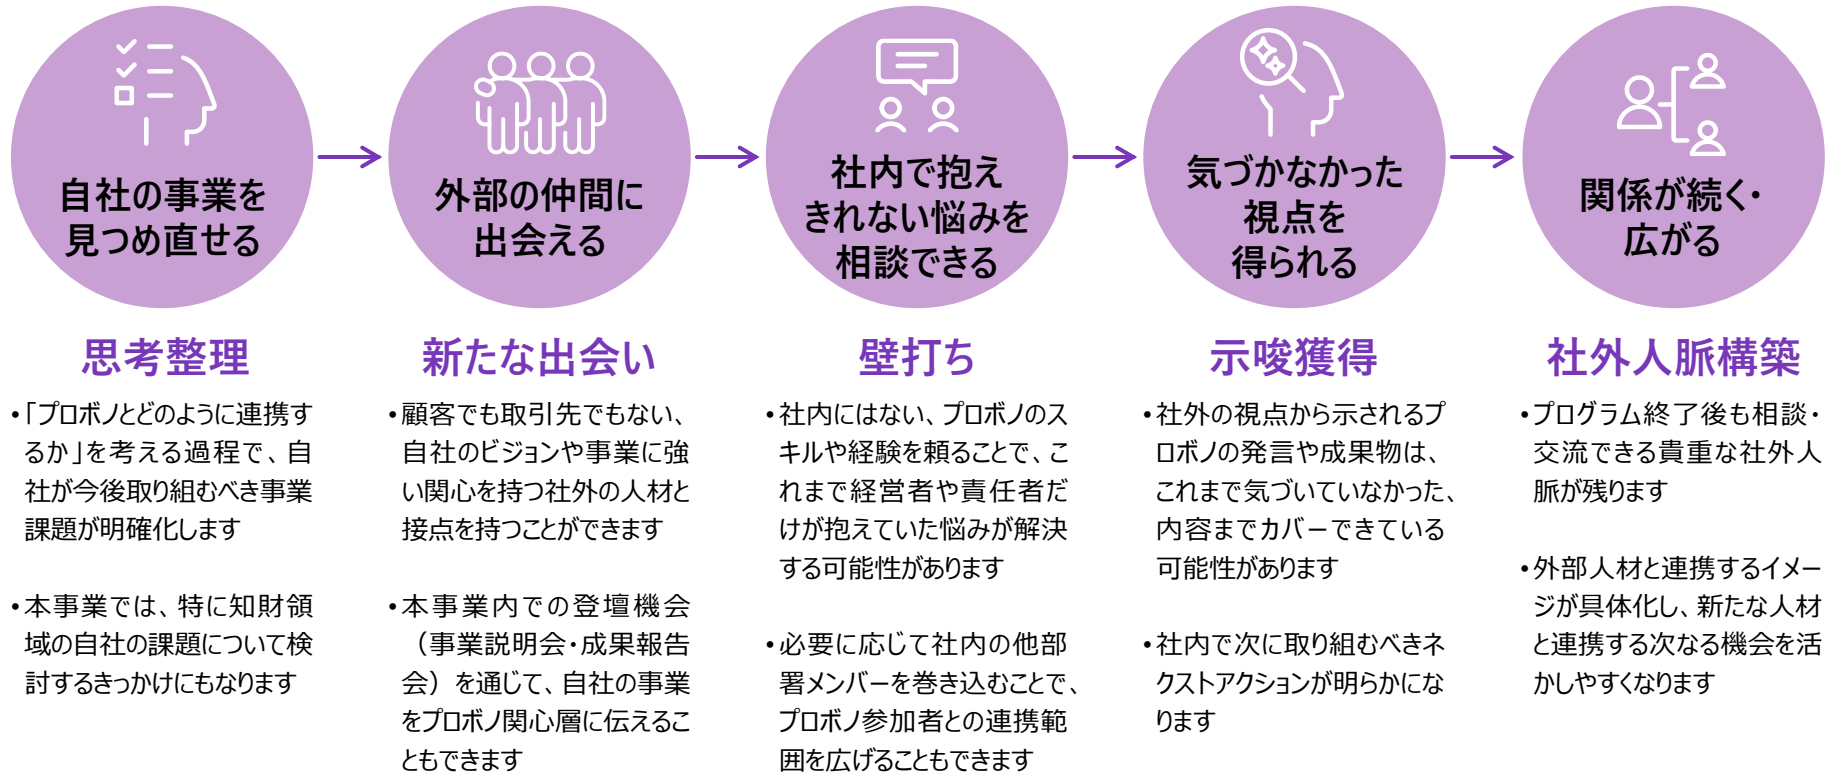 自社の事業を
見つめ直せる
外部の仲間に
出会える
社内で抱え
きれない悩みを
相談できる
気づかなかった
視点を
得られる
関係が続く・
広がる
思考整理
•「プロボノとどのように連携す
るか」を考える過程で、自
社が今後取り組むべき事業
課題が明確化します
•本事業では、特に知財領
域の自社の課題について検
討するきっかけにもなります
新たな出会い
•顧客でも取引先でもない、
自社のビジョンや事業に強
い関心を持つ社外の人材と
接点を持つことができます
•本事業内での登壇機会
（事業説明会・成果報告
会）を通じて、自社の事業
をプロボノ関心層に伝えるこ
ともできます
壁打ち
•社内にはない、プロボノのス
キルや経験を頼ることで、こ
れまで経営者や責任者だ
けが抱えていた悩みが解決
する可能性があります
•必要に応じて社内の他部
署メンバーを巻き込むことで、
プロボノ参加者との連携範
囲を広げることもできます
示唆獲得
•社外の視点から示されるプ
ロボノの発言や成果物は、
これまで気づいていなかった、
内容までカバーできている
可能性があります
•社内で次に取り組むべきネ
クストアクションが明らかにな
ります
社外人脈構築
•プログラム終了後も相談・
交流できる貴重な社外人
脈が残ります
•外部人材と連携するイメー
ジが具体化し、新たな人材
と連携する次なる機会を活
かしやすくなります